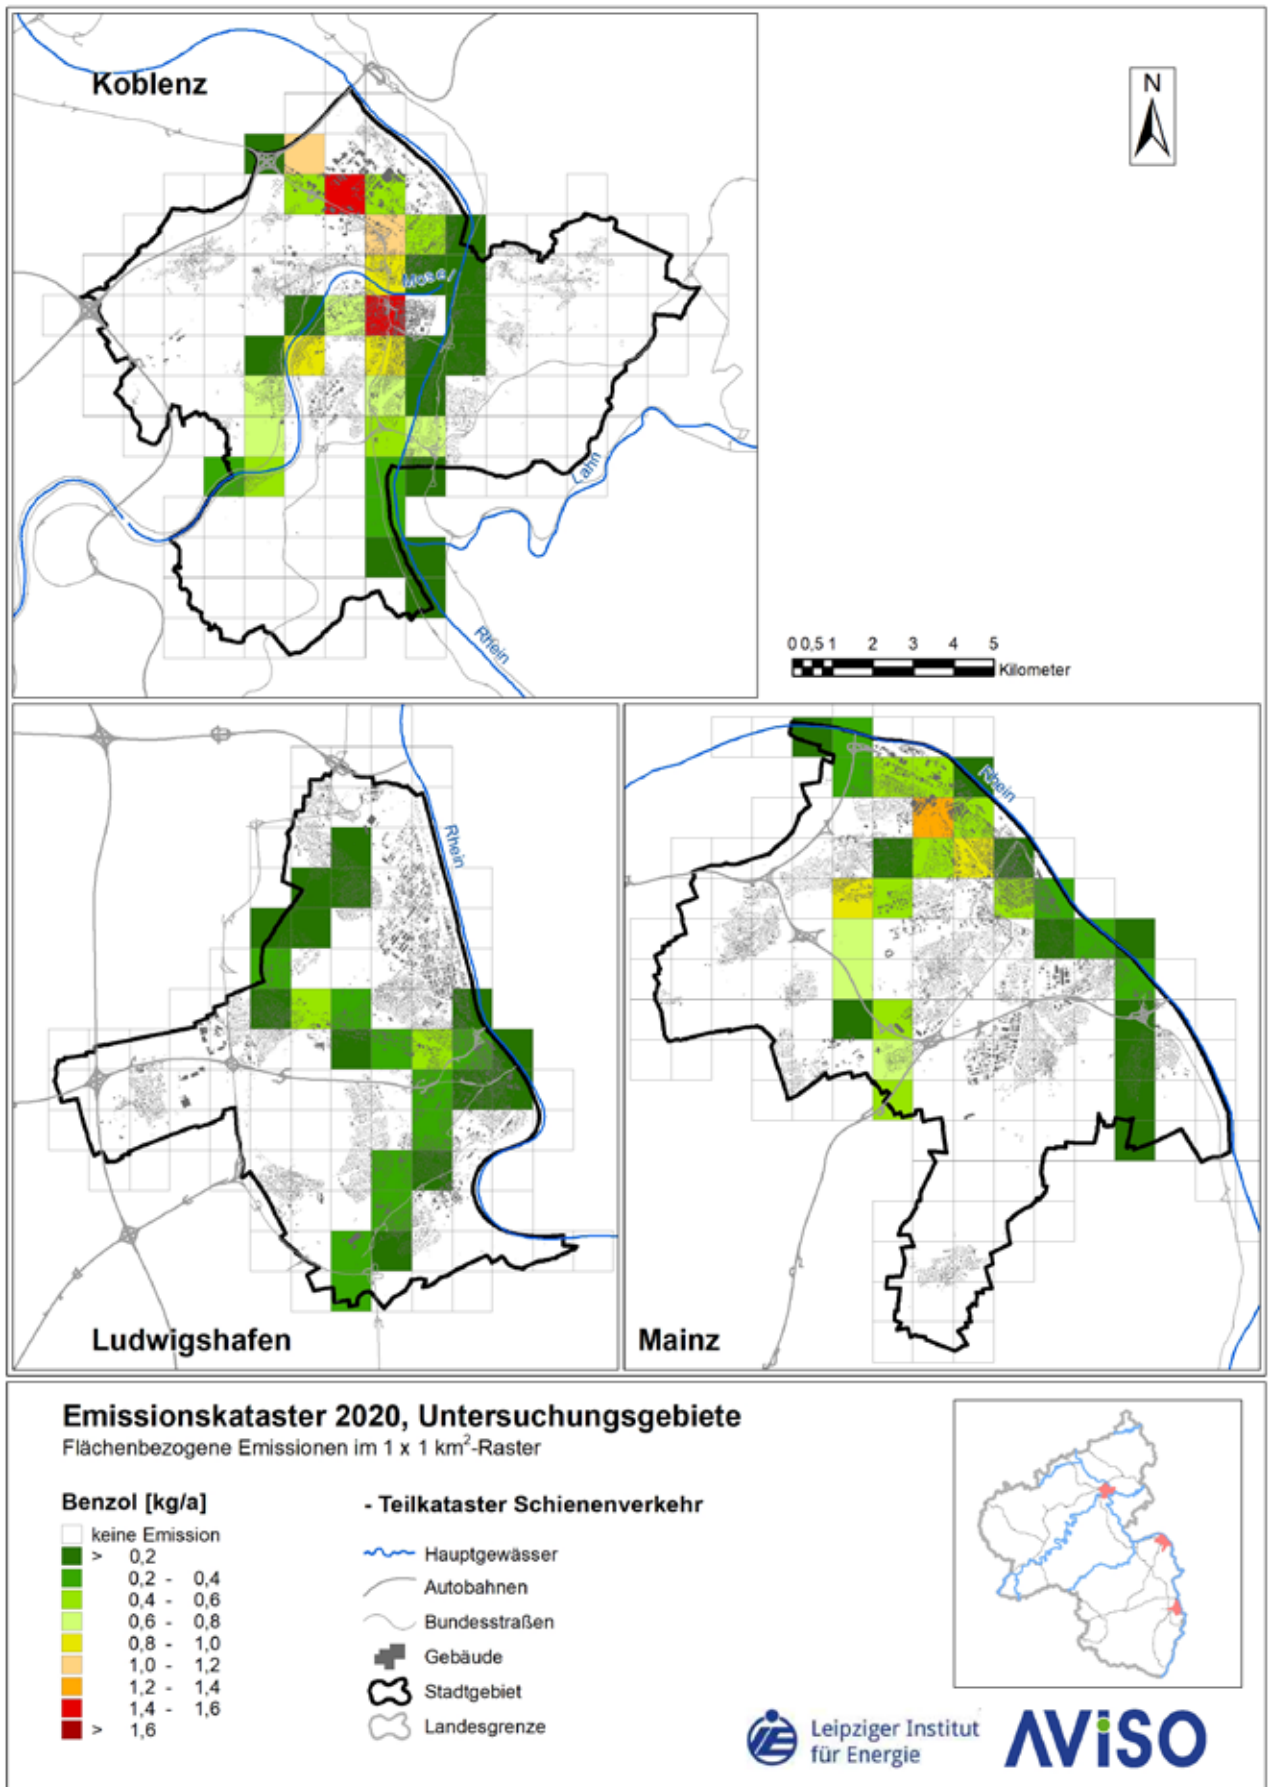 Koblenz
N
Mosel
Lahn
Rhein
0 0,5 1 2 3 4 5
Kilometer
Rhein
Ludwigshafen
Rhein
Mainz
Emissionskataster 2020, Untersuchungsgebiete
Flächenbezogene Emissionen im 1 x 1 km²-Raster
Benzol [kg/a]
keine Emission
> 0,2
0,2 - 0,4
0,4 - 0,6
0,6 - 0,8
0,8 - 1,0
1,0 - 1,2
1,2 - 1,4
1,4 - 1,6
> 1,6
- Teilkataster Schienenverkehr
Hauptgewässer
Autobahnen
Bundesstraßen
Gebäude
Stadtgebiet
Landesgrenze
Leipziger Institut
für Energie
AViSO